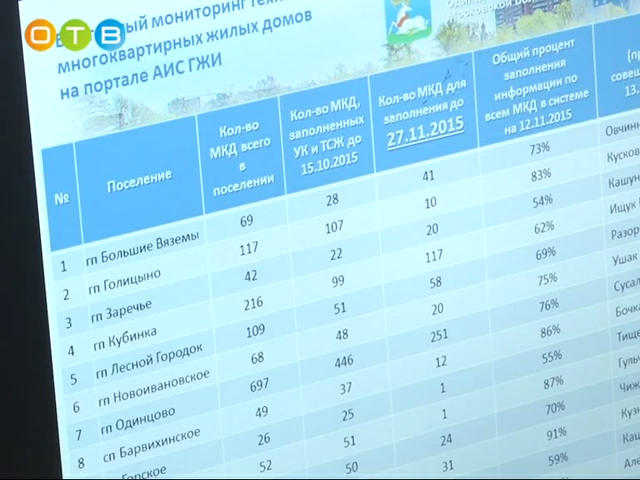 ОТВ
многоквартирных жилых домов
на портале АИС ГЖИ
№ Поселение Кол-во МКД всего в поселении Кол-во МКД, заполненных УК и ТСЖ до 15.10.2015 Кол-во МКД для заполнения до 27.11.2015 Общий процент заполнения информации по всем МКД в системе на 12.11.2015
1 гп Большие Вяземы 69 28 41 73% Овчинн
2 гп Голицыно 117 107 10 83% Кусков
3 гп Заречье 42 22 20 54% Кашун
4 гп Кубинка 216 99 117 62% Ищук
5 гп Лесной Городок 109 51 58 69% Разор
6 гп Новоивановское 68 48 20 75% Ушак
7 гп Одинцово 697 446 251 76% Сусал
8 сп Барвихинское 49 37 12 86% Бочка
Горское 26 25 1 55% Тище
52 51 1 87% Гуль
50 24 70% Чиж
31 91% Кузн
59%
Але